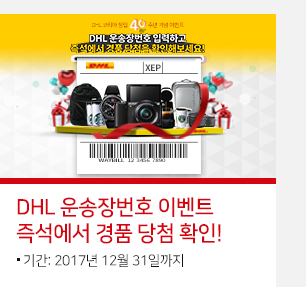 DHL 코리아 창립 40주년 기념 이벤트
DHL 운송장번호 입력하고
즉석에서 경품 당첨을 확인해보세요!
DHL
XEP
WAYBILL 12 3456 7890
DHL 운송장번호 이벤트
즉석에서 경품 당첨 확인!
▪ 기간: 2017년 12월 31일까지